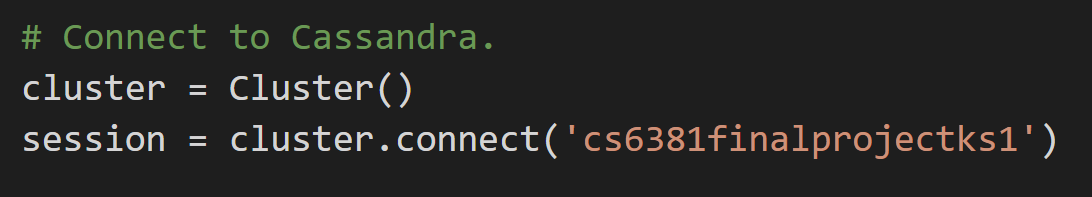 # Connect to Cassandra.
cluster = Cluster()
session = cluster.connect('cs6381finalprojectks1')